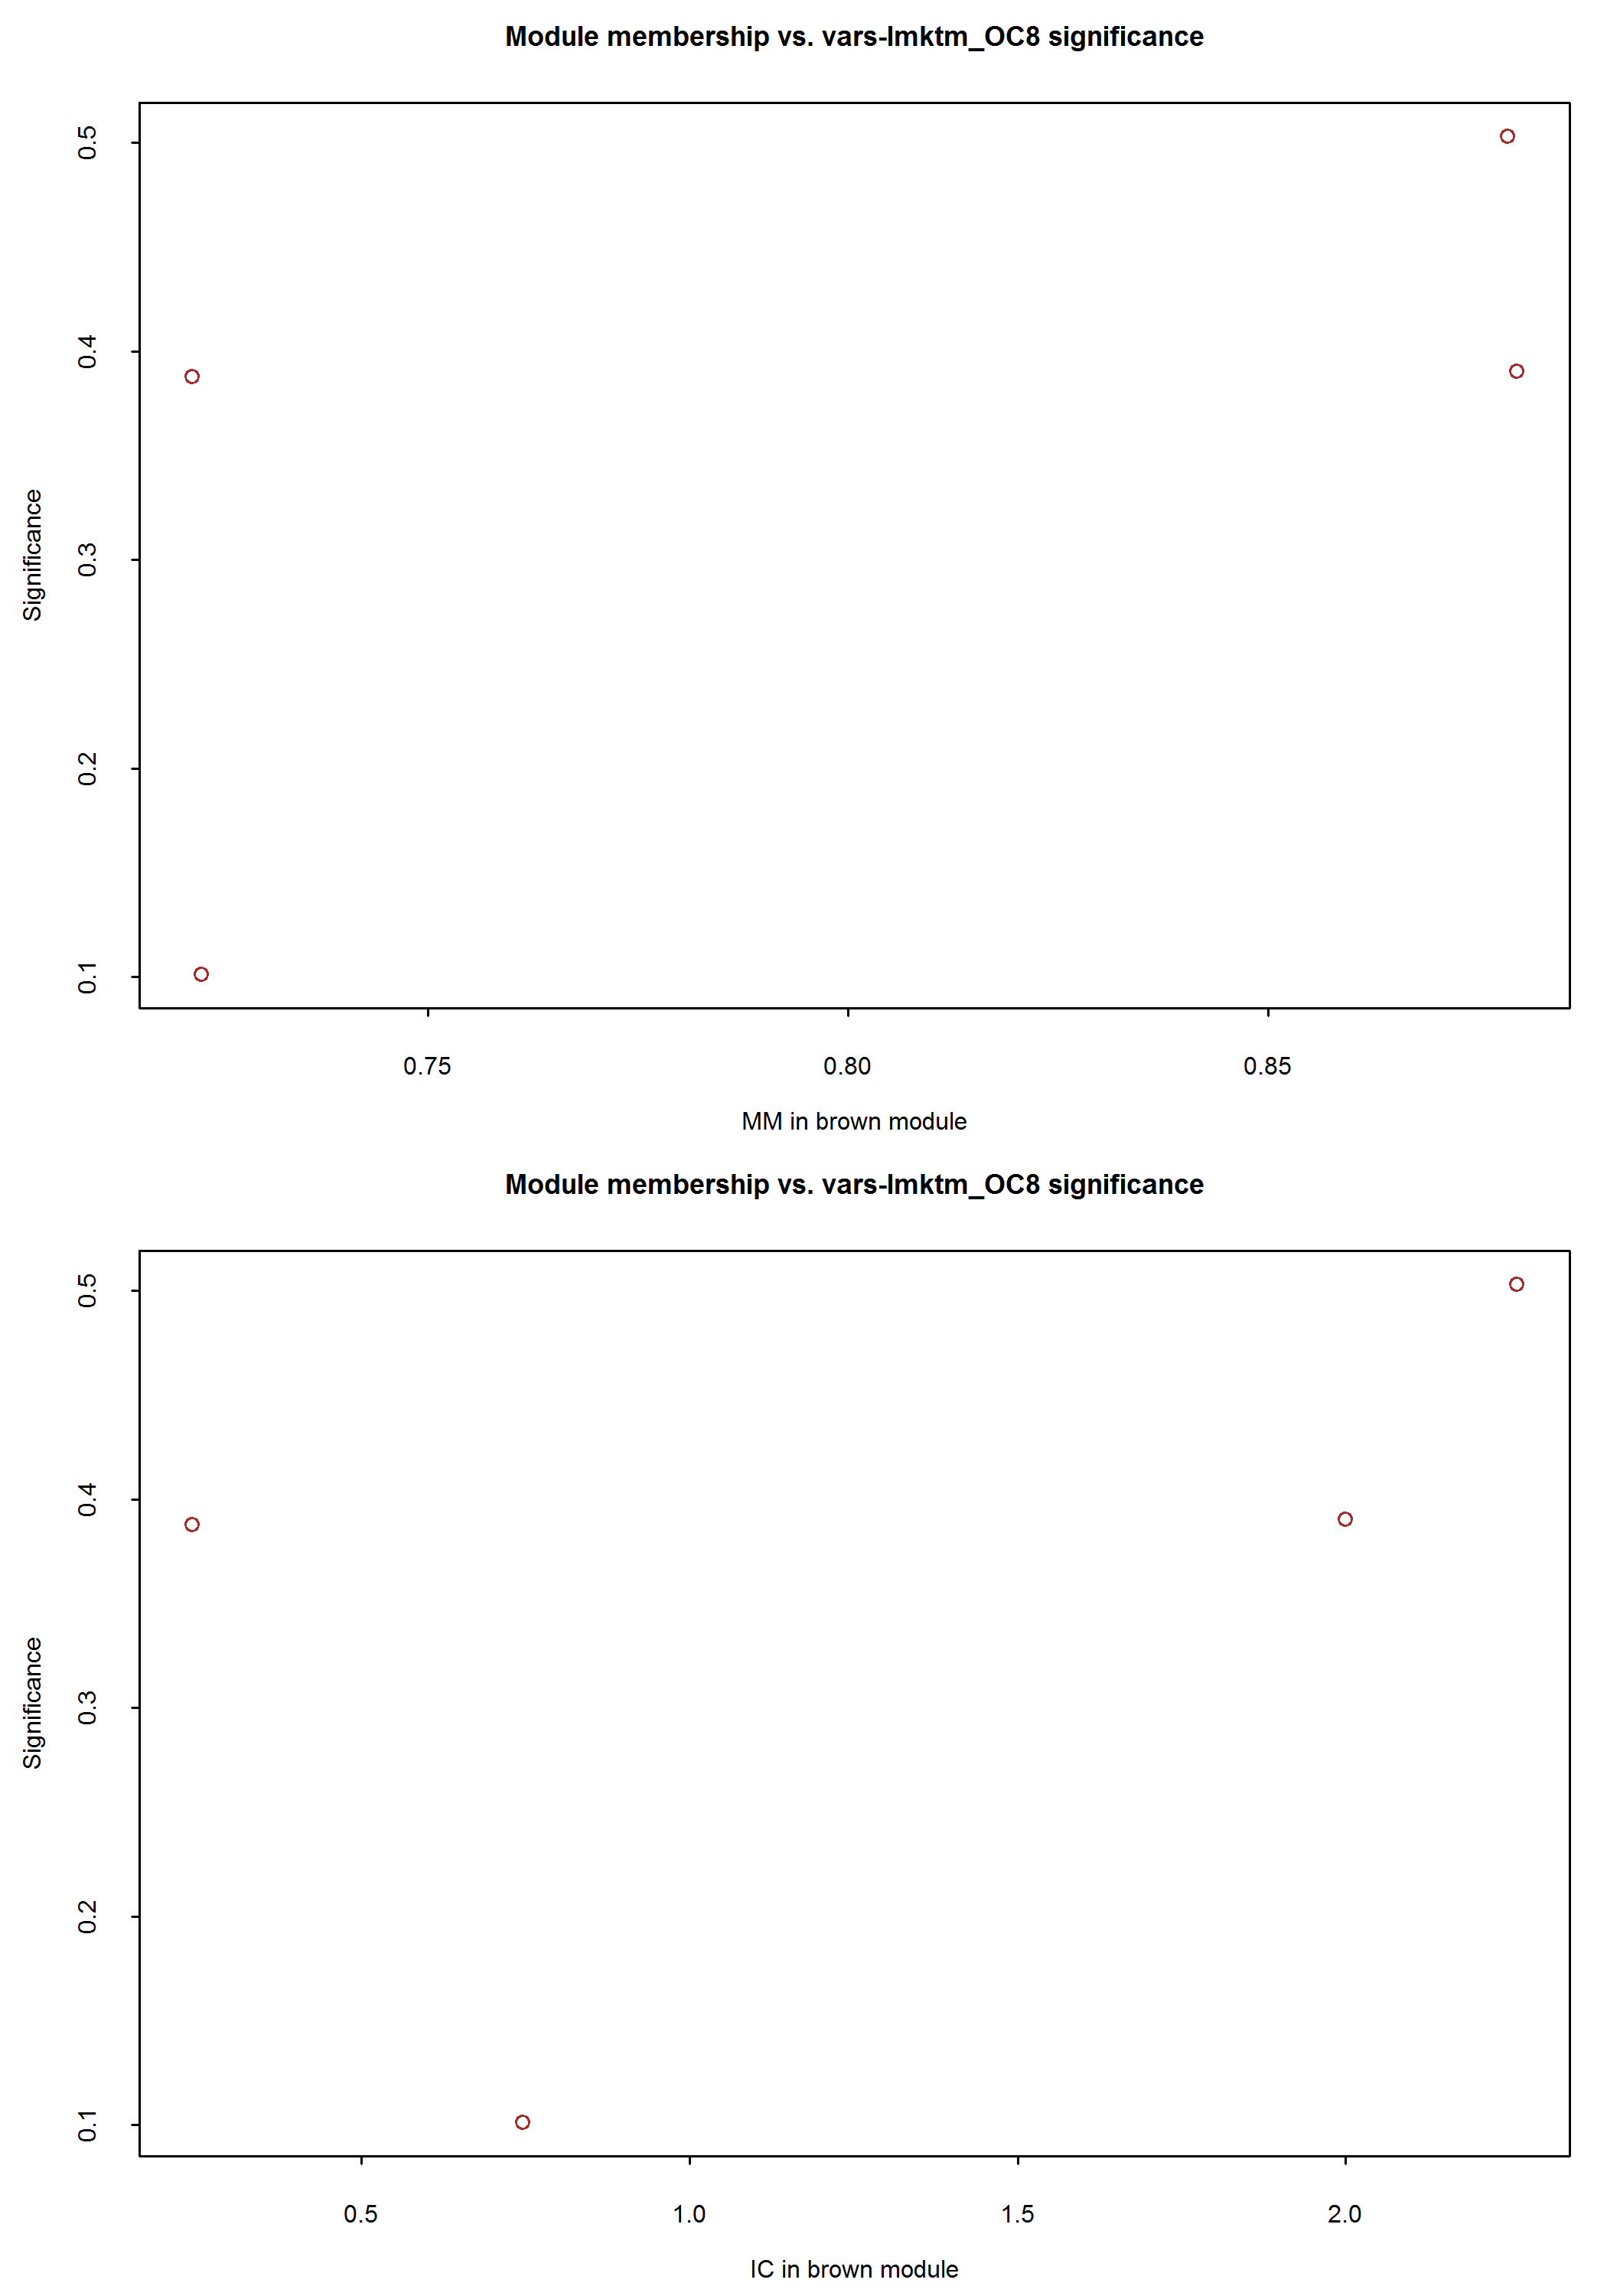 Module membership vs. vars-lmktm_OC8 significance
0.5
0.4
0.3
0.2
0.1
Significance
0.75 0.80 0.85
MM in brown module
Module membership vs. vars-lmktm_OC8 significance
0.5
0.4
0.3
0.2
0.1
Significance
0.5 1.0 1.5 2.0
IC in brown module